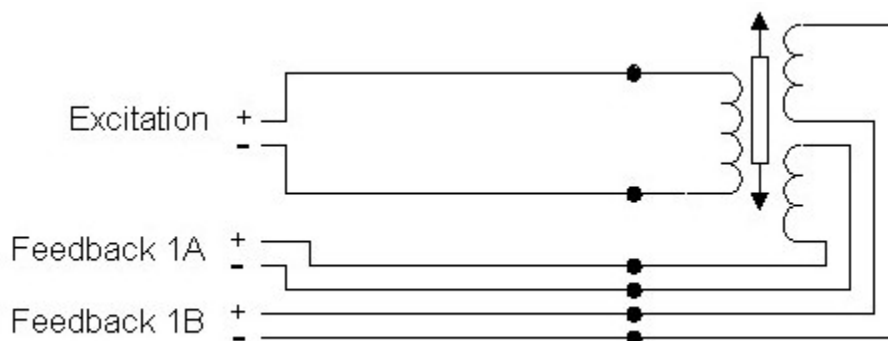 Excitation +
-
Feedback 1A +
-
Feedback 1B +
-